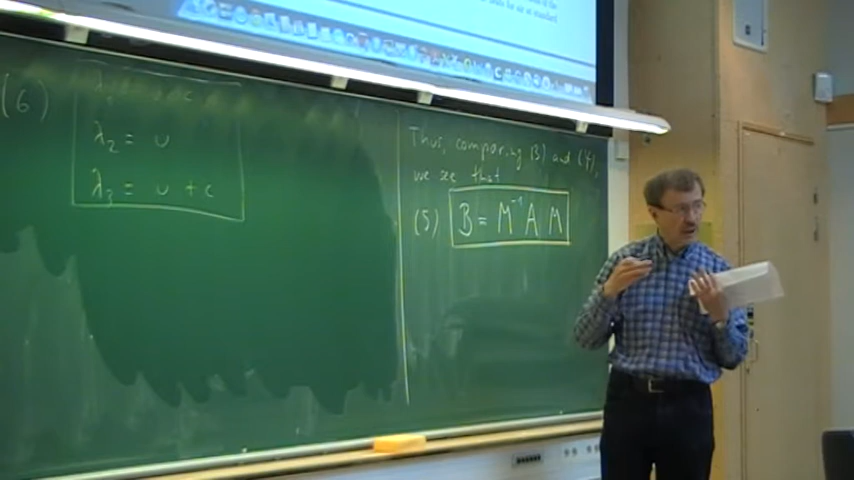 (6)
λ₂ = u
λ₃ = u + c
Thus, comparing (3) and (4),
we see that
(5) B = M⁻¹ A M